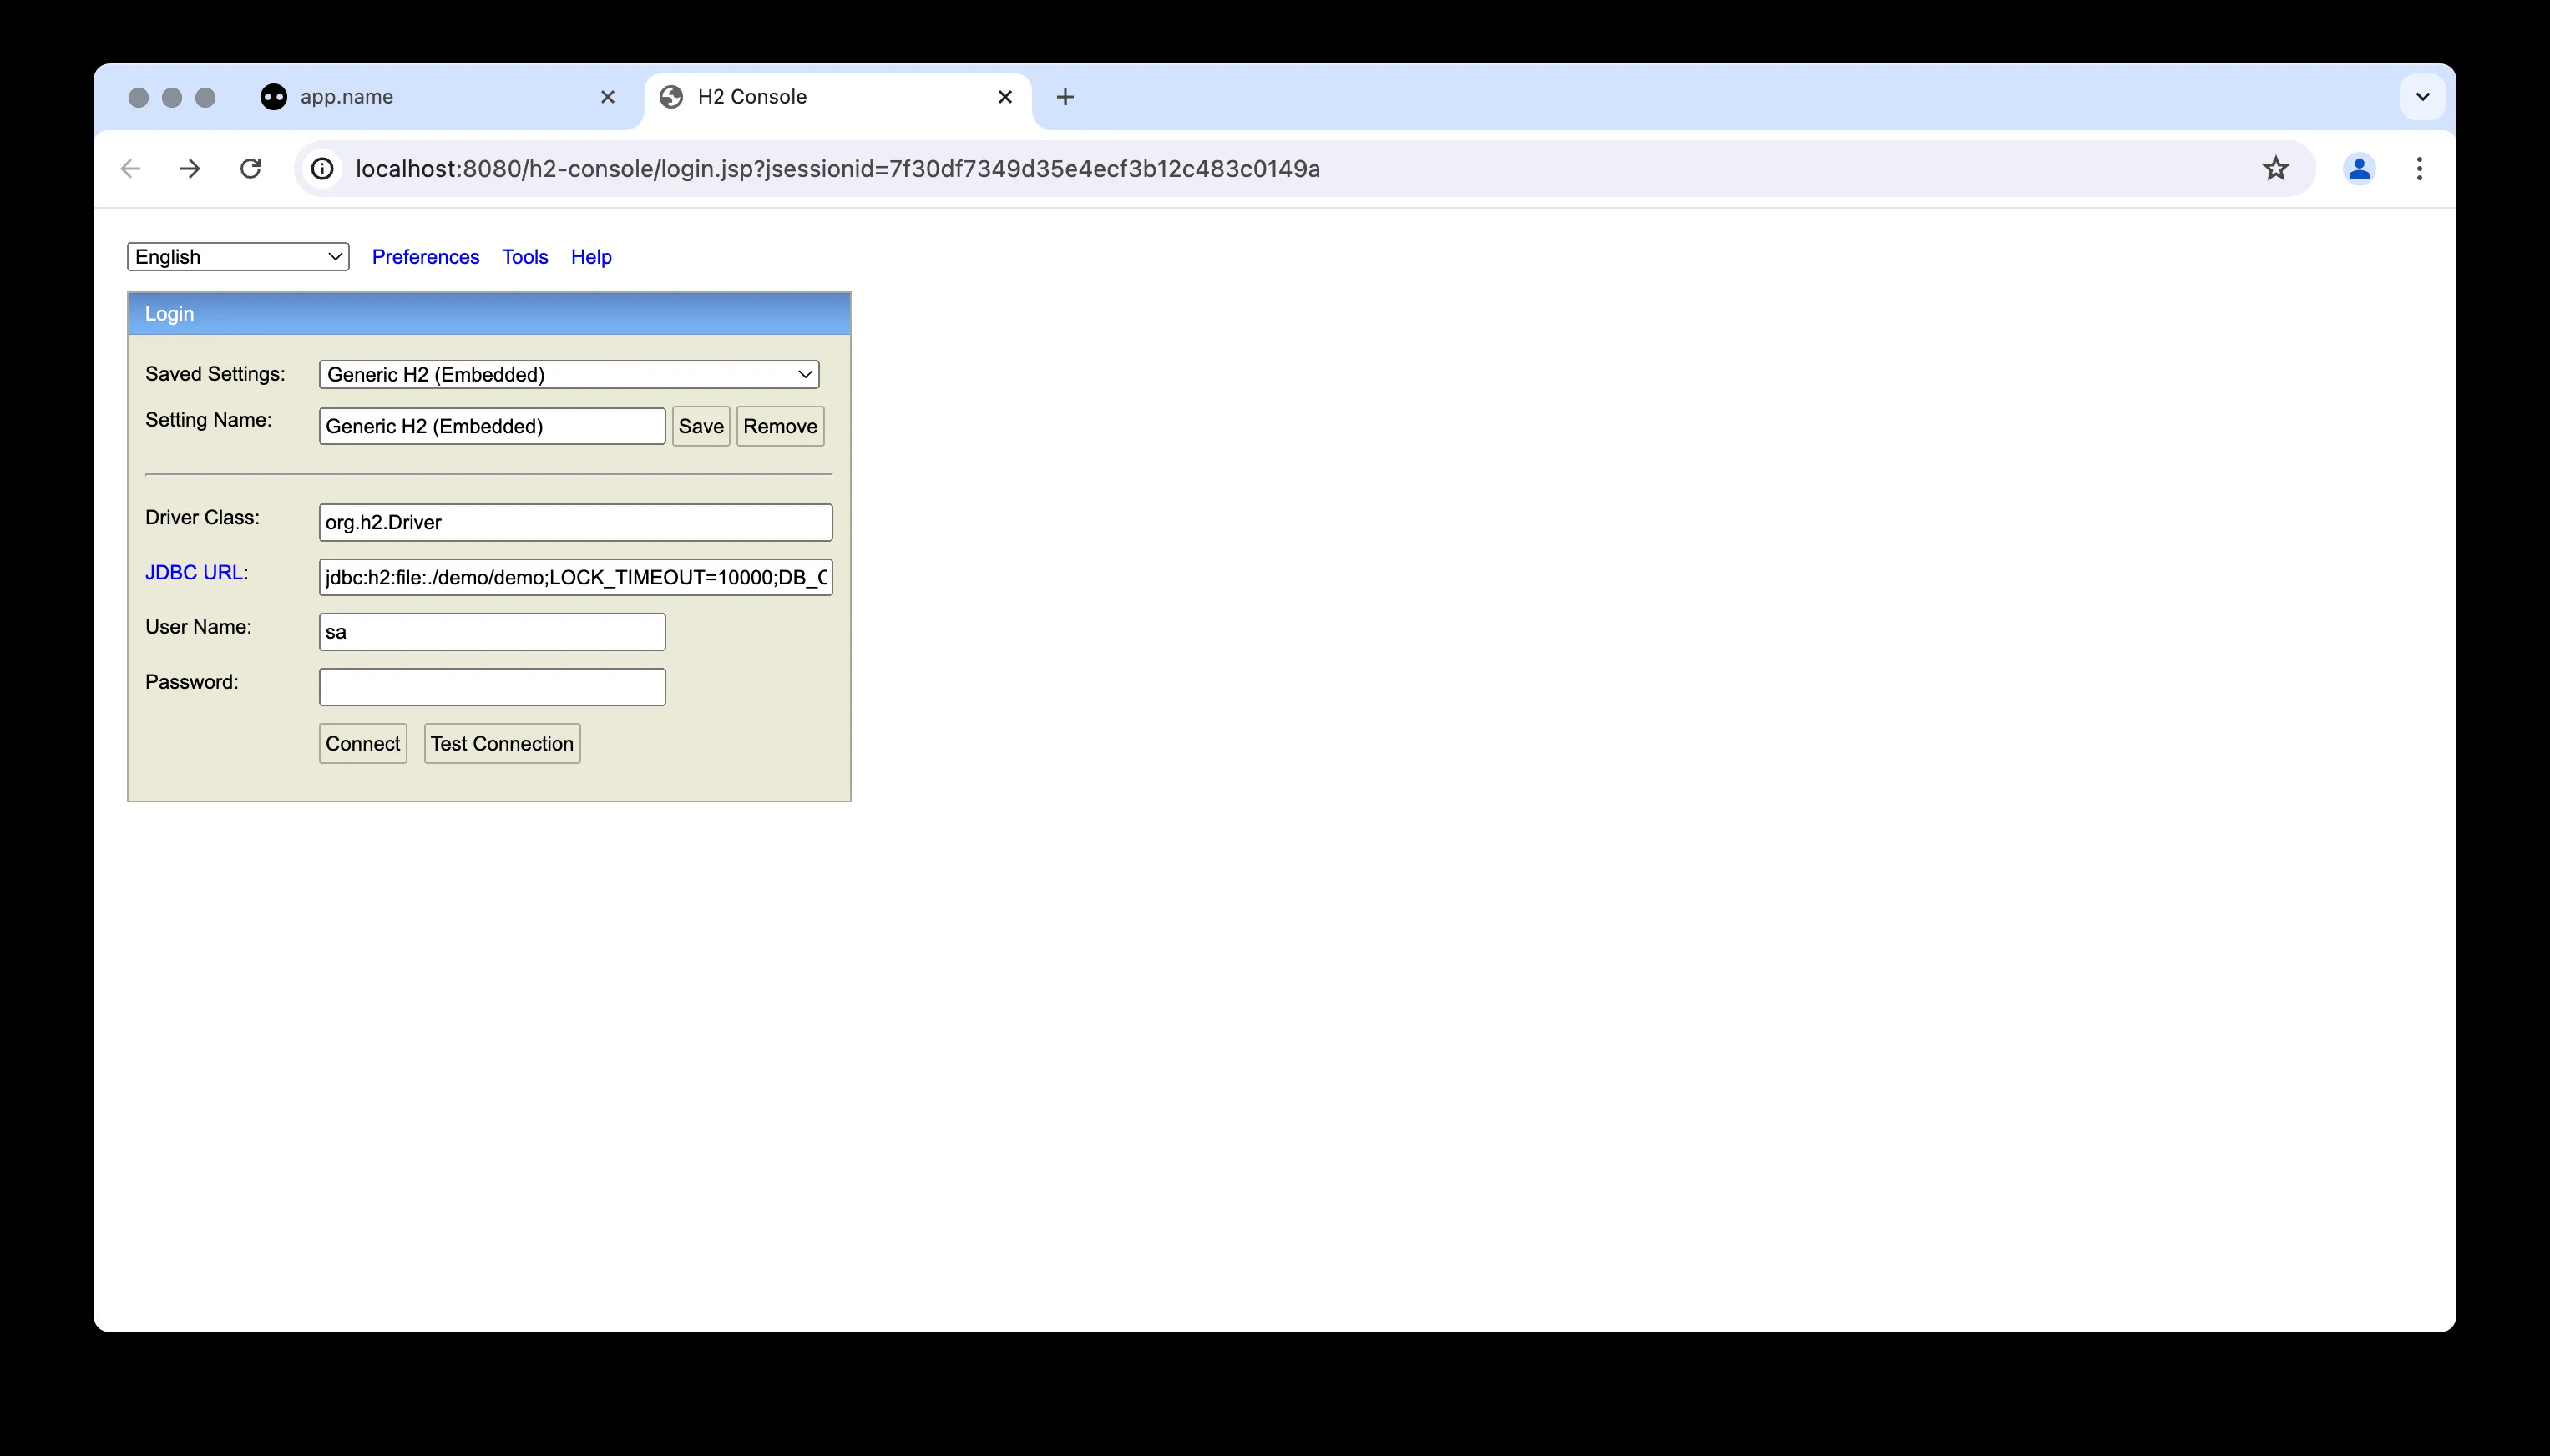 app.name
H2 Console
localhost:8080/h2-console/login.jsp?jsessionid=7f30df7349d35e4ecf3b12c483c0149a
English Preferences Tools Help
Login
Saved Settings: Generic H2 (Embedded)
Setting Name: Generic H2 (Embedded) Save Remove
Driver Class: org.h2.Driver
JDBC URL: jdbc:h2:file:./demo/demo;LOCK_TIMEOUT=10000;DB_C
User Name: sa
Password:
Connect Test Connection